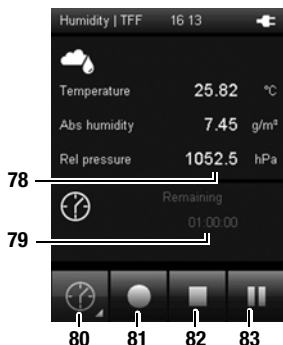 Humidity | TFF 16 13
Temperature 25.82 °C
Abs humidity 7.45 g/m³
Rel pressure 1052.5 hPa
78
Remaining
01:00:00
79
80 81 82 83